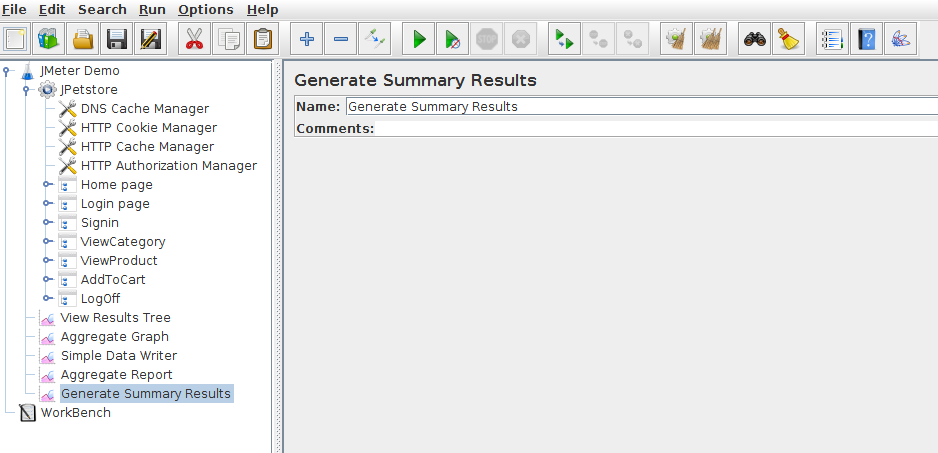 File Edit Search Run Options Help
STOP
JMeter Demo
JPetstore
DNS Cache Manager
HTTP Cookie Manager
HTTP Cache Manager
HTTP Authorization Manager
Home page
Login page
Signin
ViewCategory
ViewProduct
AddToCart
LogOff
View Results Tree
Aggregate Graph
Simple Data Writer
Aggregate Report
Generate Summary Results
WorkBench
Generate Summary Results
Name: Generate Summary Results
Comments: